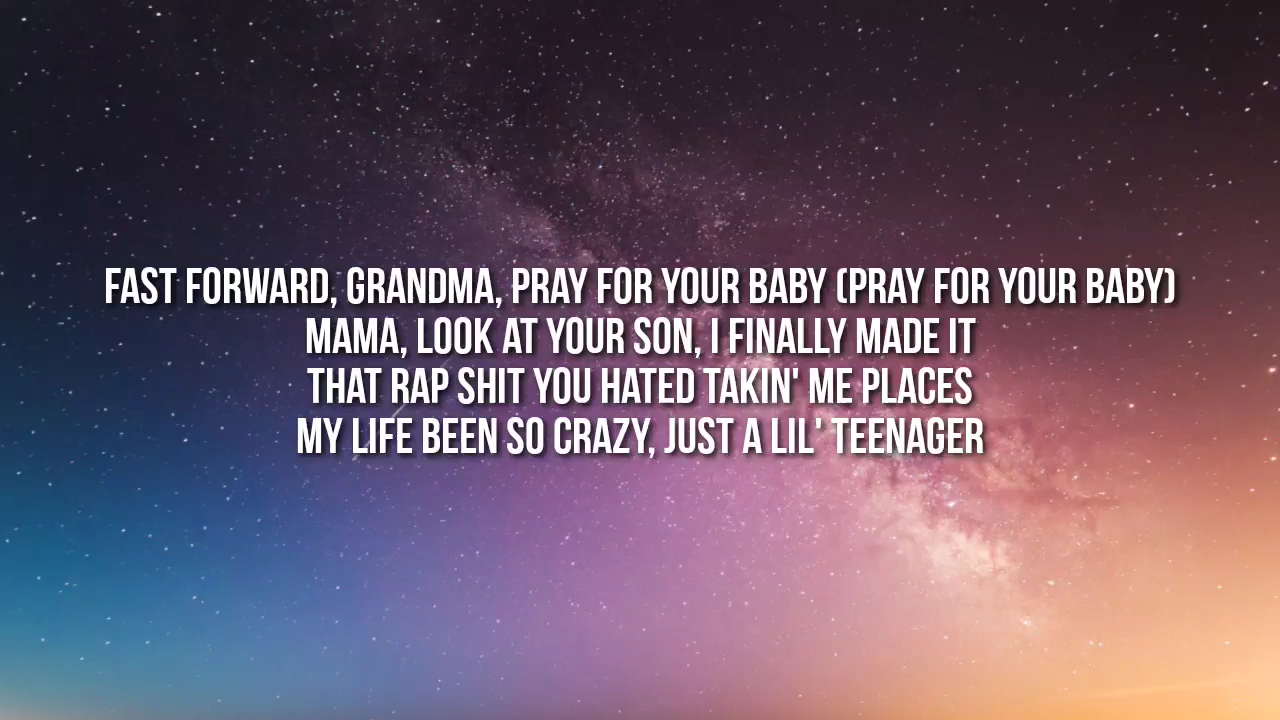 FAST FORWARD, GRANDMA, PRAY FOR YOUR BABY (PRAY FOR YOUR BABY)
MAMA, LOOK AT YOUR SON, I FINALLY MADE IT
THAT RAP SHIT YOU HATED TAKIN' ME PLACES
MY LIFE BEEN SO CRAZY, JUST A LIL' TEENAGER